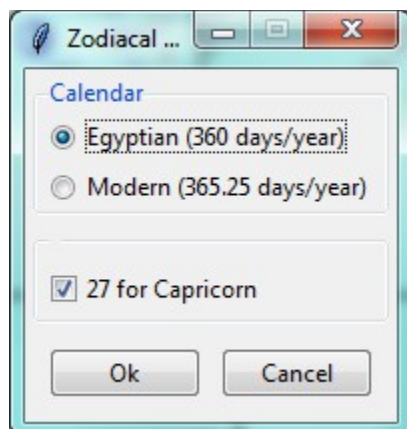 Zodiacal ...
Calendar
Egyptian (360 days/year)
Modern (365.25 days/year)
27 for Capricorn
Ok Cancel